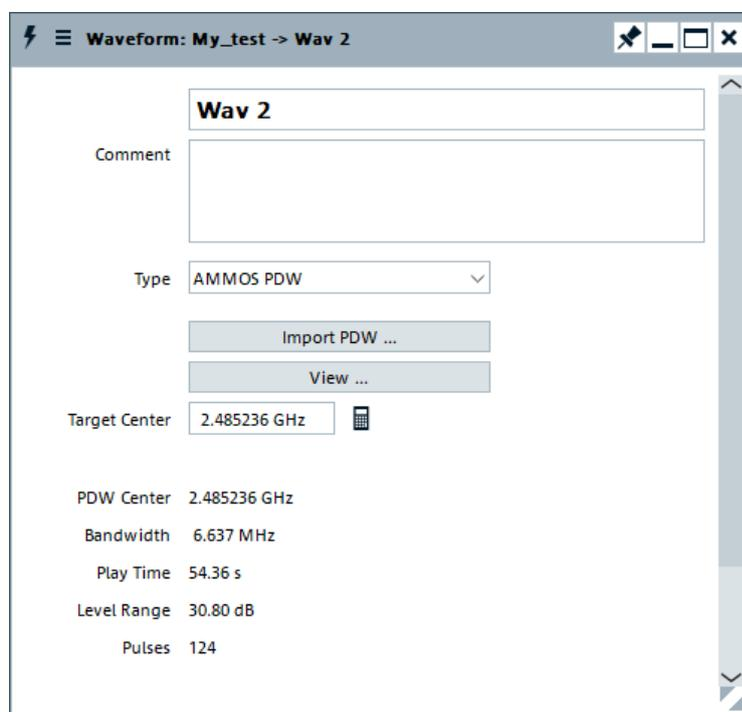 Waveform: My_test -> Wav 2
Wav 2
Comment
Type AMMOS PDW
Import PDW ...
View ...
Target Center 2.485236 GHz
PDW Center 2.485236 GHz
Bandwidth 6.637 MHz
Play Time 54.36 s
Level Range 30.80 dB
Pulses 124